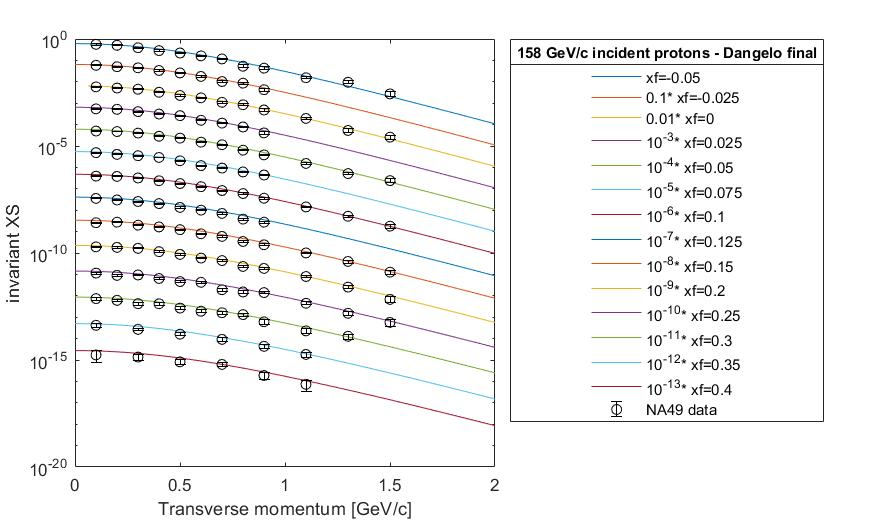 158 GeV/c incident protons - Dangelo final
xf=-0.05
0.1* xf=-0.025
0.01* xf=0
10^-3* xf=0.025
10^-4* xf=0.05
10^-5* xf=0.075
10^-6* xf=0.1
10^-7* xf=0.125
10^-8* xf=0.15
10^-9* xf=0.2
10^-10* xf=0.25
10^-11* xf=0.3
10^-12* xf=0.35
10^-13* xf=0.4
NA49 data
invariant XS
10^0
10^-5
10^-10
10^-15
10^-20
0 0.5 1 1.5 2
Transverse momentum [GeV/c]